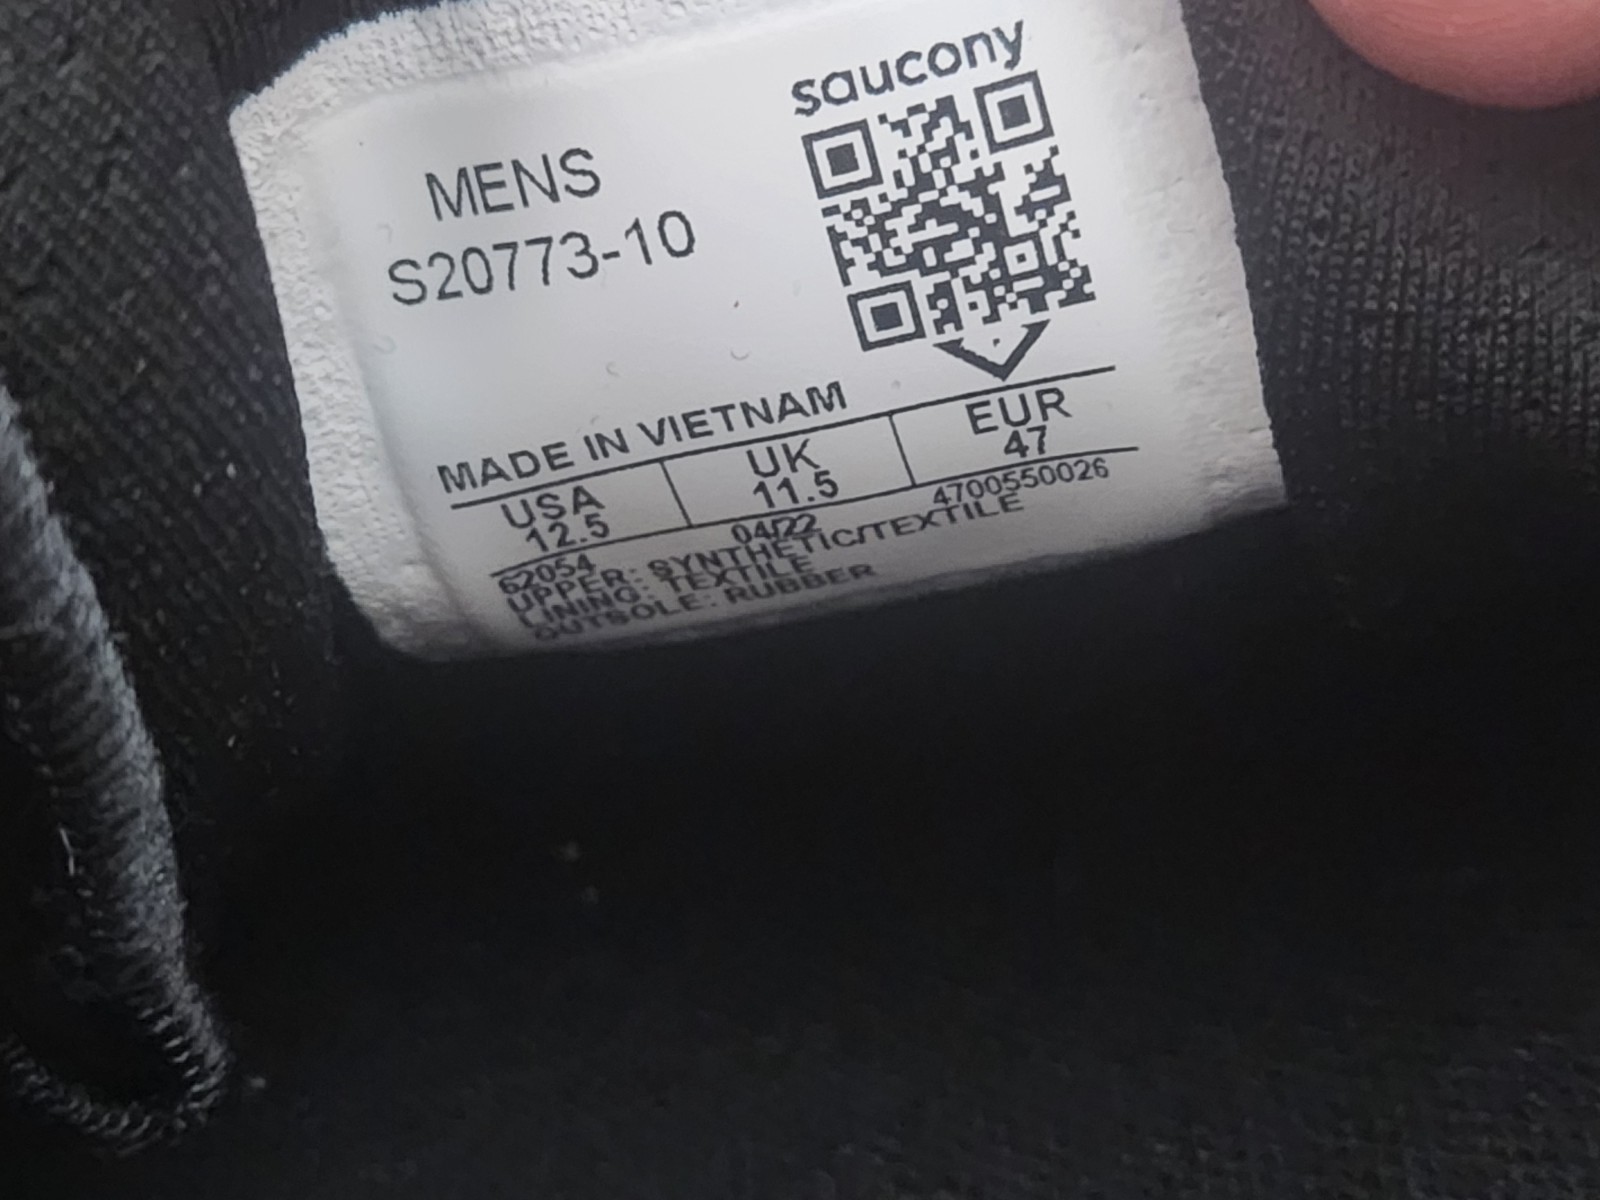 saucony
MENS
S20773-10
MADE IN VIETNAM
USA UK EUR
12.5 11.5 47
62054 04/22 4700550026
UPPER: SYNTHETIC/TEXTILE
LINING: TEXTILE
OUTSOLE: RUBBER